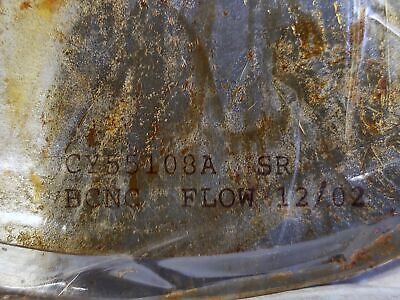 CY55108A SR
BCNC FLOW 12/02